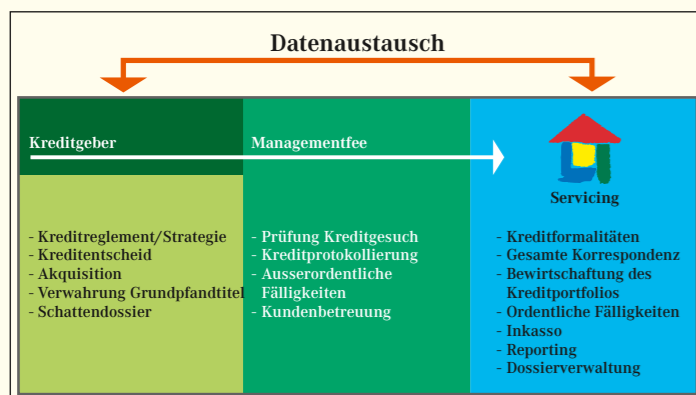 Datenaustausch
Kreditgeber
Managementfee
Servicing
- Kreditreglement/Strategie
- Kreditentscheid
- Akquisition
- Verwahrung Grundpfandtitel
- Schattendossier
- Prüfung Kreditgesuch
- Kreditprotokollierung
- Ausserordentliche
Fälligkeiten
- Kundenbetreuung
- Kreditformalitäten
- Gesamte Korrespondenz
- Bewirtschaftung des
Kreditportfolios
- Ordentliche Fälligkeiten
- Inkasso
- Reporting
- Dossierverwaltung